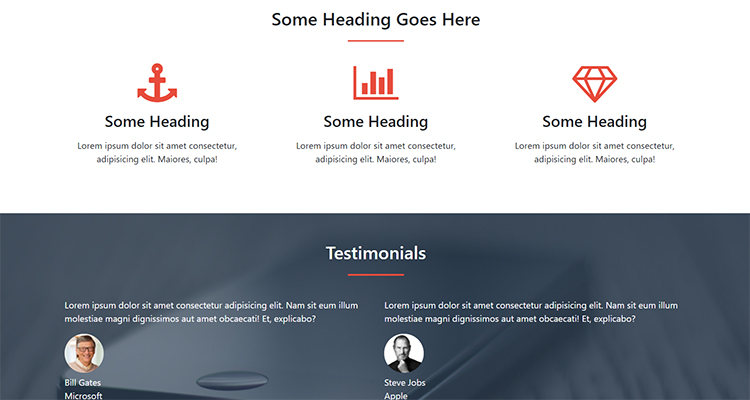 Some Heading Goes Here
Some Heading
Lorem ipsum dolor sit amet consectetur,
adipisicing elit. Maiores, culpa!
Some Heading
Lorem ipsum dolor sit amet consectetur,
adipisicing elit. Maiores, culpa!
Some Heading
Lorem ipsum dolor sit amet consectetur,
adipisicing elit. Maiores, culpa!
Testimonials
Lorem ipsum dolor sit amet consectetur adipisicing elit. Nam sit eum illum
molestiae magni dignissimos aut amet obcaecati! Et, explicabo?
Bill Gates
Microsoft
Lorem ipsum dolor sit amet consectetur adipisicing elit. Nam sit eum illum
molestiae magni dignissimos aut amet obcaecati! Et, explicabo?
Steve Jobs
Apple